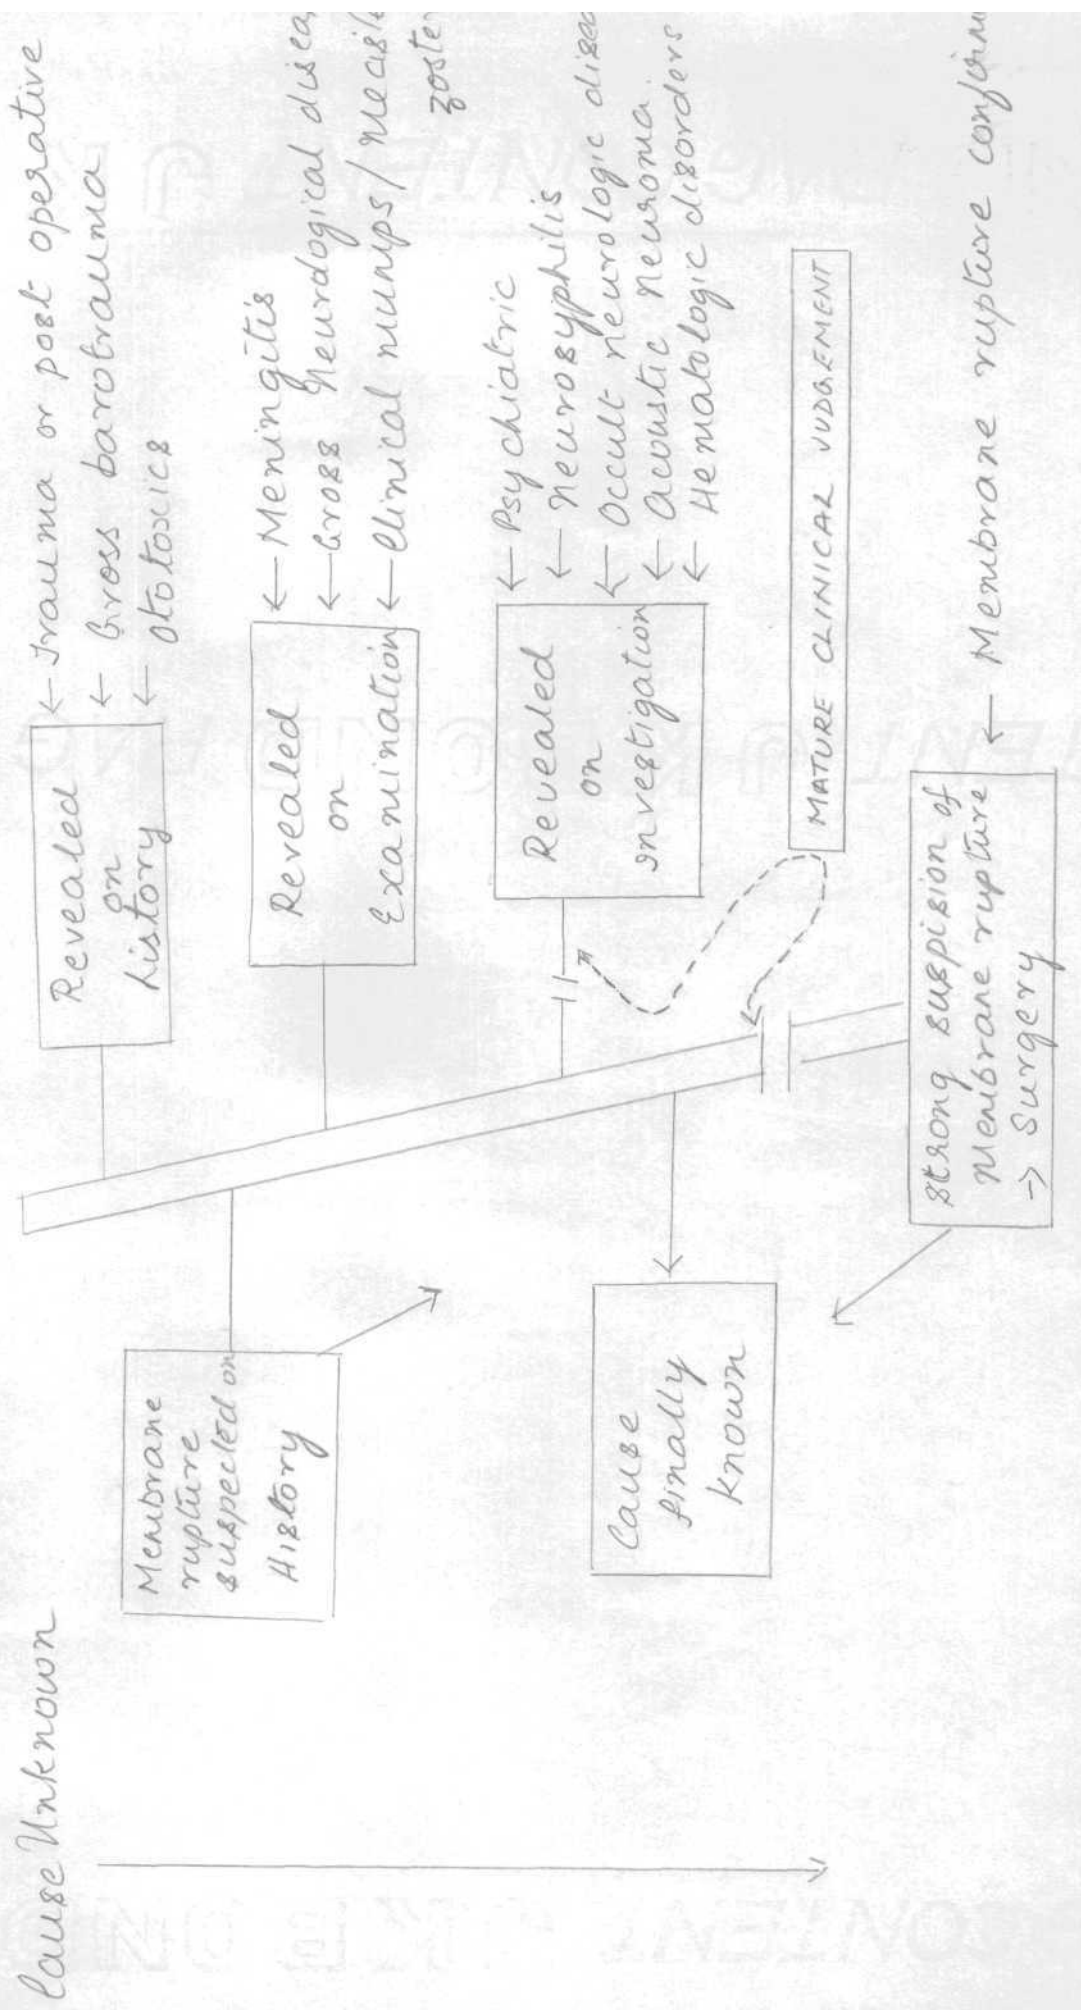 Cause Unknown
Membrane
rupture
suspected on
History
Revealed
on
history
← Trauma or post operative
← Gross barotrauma
← Ototoxics
Revealed
on
Examination
← Meningitis
← Gross Neurological disea
← Clinical mumps / Measle
zoste
Revealed
on
Investigation
← Psychiatric
← Neurosyphilis
← Occult neurologic disea
← Acoustic Neuroma
← Hematologic disorders
MATURE CLINICAL JUDGEMENT
Cause
finally
known
Strong suspision of
Membrane rupture
→ Surgery
← Membrane rupture confirm